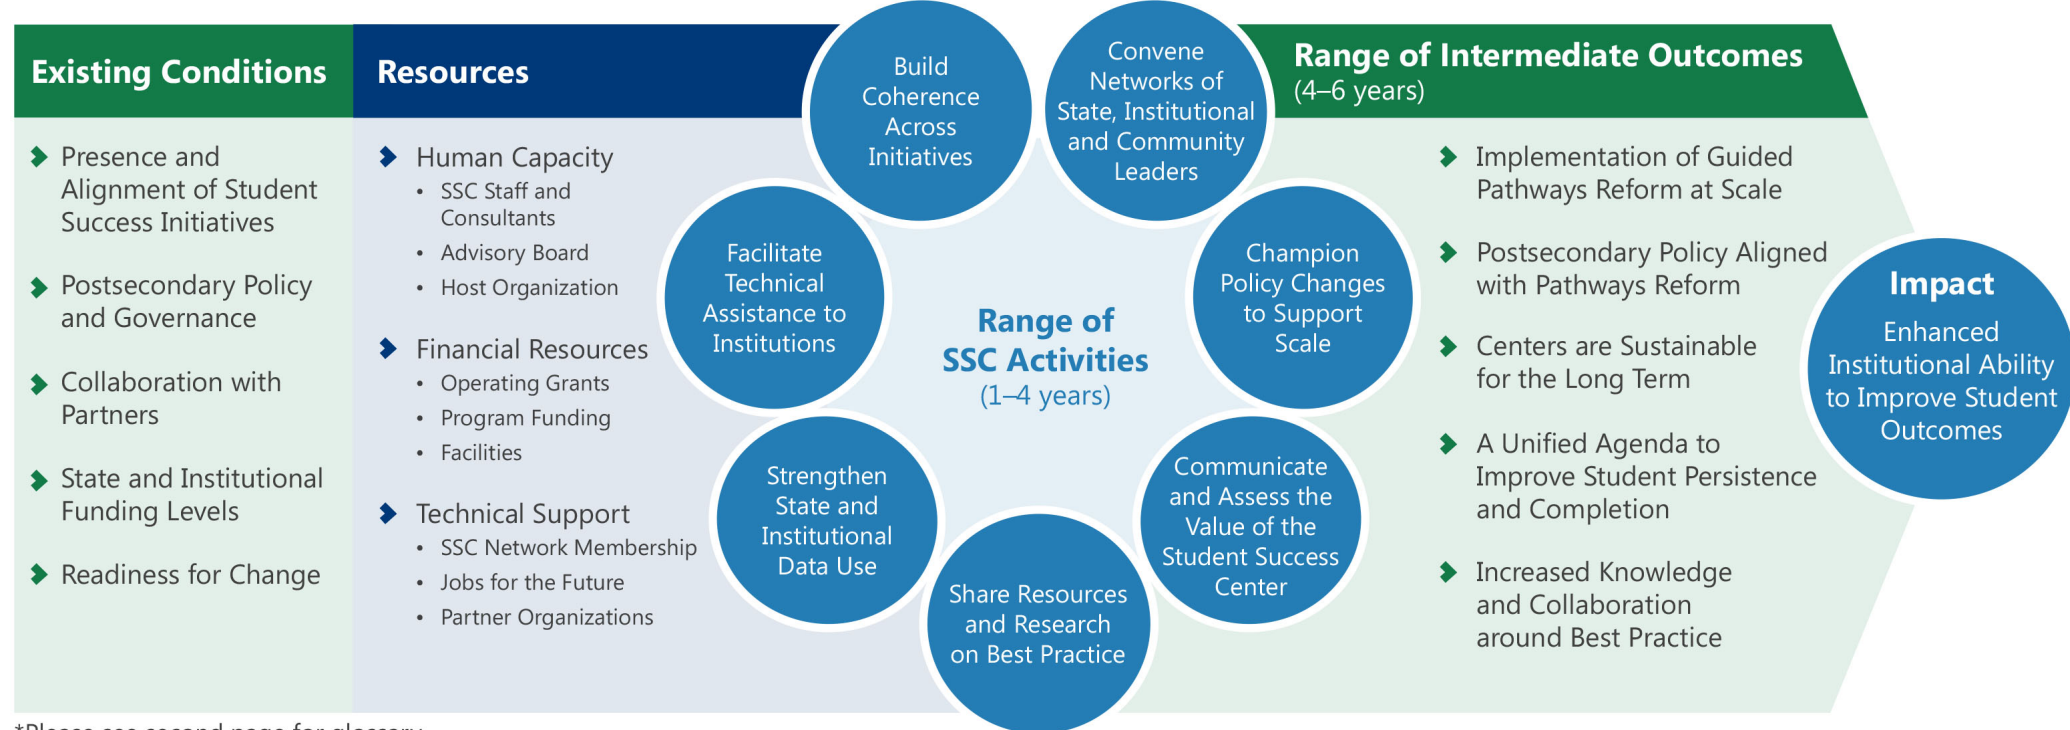 Existing Conditions
Presence and
Alignment of Student
Success Initiatives
Postsecondary Policy
and Governance
Collaboration with
Partners
State and Institutional
Funding Levels
Readiness for Change
Resources
Human Capacity
• SSC Staff and
Consultants
• Advisory Board
• Host Organization
Financial Resources
• Operating Grants
• Program Funding
• Facilities
Technical Support
• SSC Network Membership
• Jobs for the Future
• Partner Organizations
Range of
SSC Activities
(1–4 years)
Build
Coherence
Across
Initiatives
Convene
Networks of
State, Institutional
and Community
Leaders
Champion
Policy Changes
to Support
Scale
Communicate
and Assess the
Value of the
Student Success
Center
Share Resources
and Research
on Best Practice
Strengthen
State and
Institutional
Data Use
Facilitate
Technical
Assistance to
Institutions
Range of Intermediate Outcomes
(4–6 years)
Implementation of Guided
Pathways Reform at Scale
Postsecondary Policy Aligned
with Pathways Reform
Centers are Sustainable
for the Long Term
A Unified Agenda to
Improve Student Persistence
and Completion
Increased Knowledge
and Collaboration
around Best Practice
Impact
Enhanced
Institutional Ability
to Improve Student
Outcomes
*Please see second page for glossary